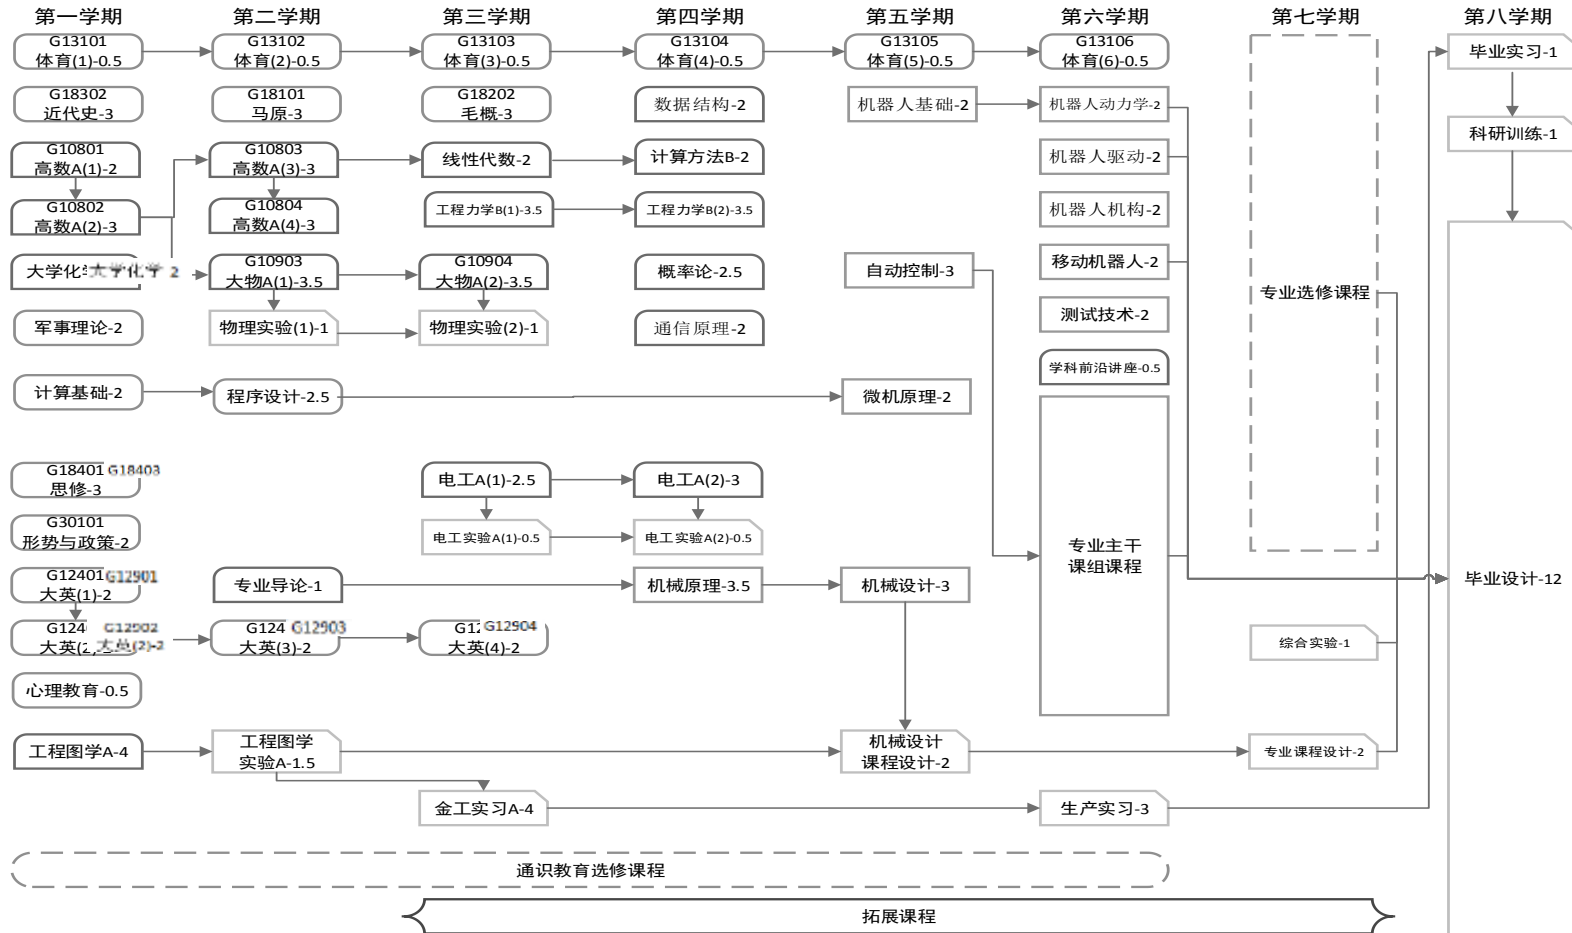 第一学期 第二学期 第三学期 第四学期 第五学期 第六学期 第七学期 第八学期
G13101 G13102 G13103 G13104 G13105 G13106
体育(1)-0.5 体育(2)-0.5 体育(3)-0.5 体育(4)-0.5 体育(5)-0.5 体育(6)-0.5 毕业实习-1
G18302 G18101 G18202
近代史-3 马原-3 毛概-3 数据结构-2 机器人基础-2 机器人动力学-2
科研训练-1
G10801 G10803
高数A(1)-2 高数A(3)-3 线性代数-2 计算方法B-2 机器人驱动-2
G10802 G10804
高数A(2)-3 高数A(4)-3 工程力学B(1)-3.5 工程力学B(2)-3.5 机器人机构-2
G10903 G10904
大学化学 2 大物A(1)-3.5 大物A(2)-3.5 概率论-2.5 自动控制-3 移动机器人-2
专业选修课程
军事理论-2 物理实验(1)-1 物理实验(2)-1 通信原理-2 测试技术-2
学科前沿讲座-0.5
计算基础-2 程序设计-2.5 微机原理-2
G18401 G18403
思修-3 电工A(1)-2.5 电工A(2)-3
G30101
形势与政策-2 电工实验A(1)-0.5 电工实验A(2)-0.5 专业主干
课组课程
G12401 G12901
大英(1)-2 专业导论-1 机械原理-3.5 机械设计-3 毕业设计-12
G124 G12902 G124 G12903 G12 G12904
大英(2) 大英(2)-2 大英(3)-2 大英(4)-2 综合实验-1
心理教育-0.5
工程图学A-4 工程图学 机械设计 专业课程设计-2
实验A-1.5 课程设计-2
金工实习A-4 生产实习-3
通识教育选修课程
拓展课程